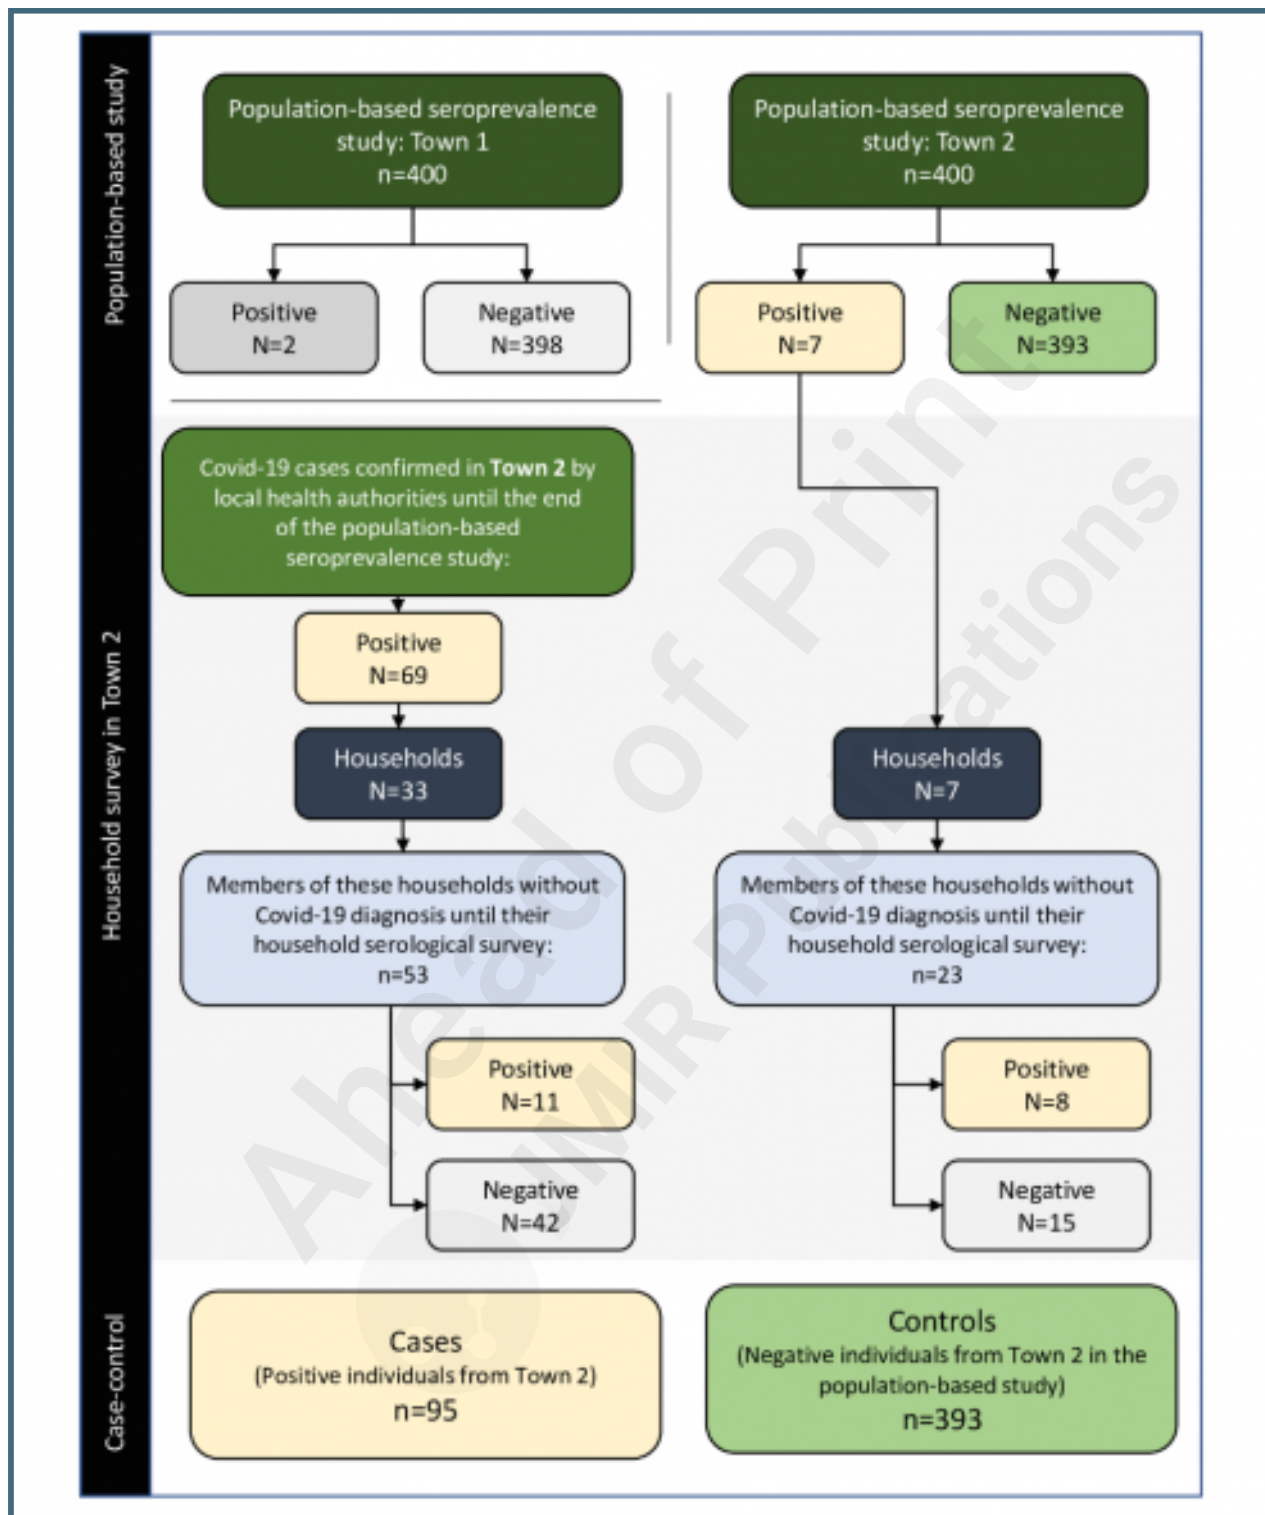 Population-based study
Population-based seroprevalence
study: Town 1
n=400
Population-based seroprevalence
study: Town 2
n=400
Positive
N=2
Negative
N=398
Positive
N=7
Negative
N=393
Household survey in Town 2
Covid-19 cases confirmed in Town 2 by
local health authorities until the end
of the population-based
seroprevalence study:
Positive
N=69
Households
N=33
Households
N=7
Members of these households without
Covid-19 diagnosis until their
household serological survey:
n=53
Members of these households without
Covid-19 diagnosis until their
household serological survey:
n=23
Positive
N=11
Positive
N=8
Negative
N=42
Negative
N=15
Case-control
Cases
(Positive individuals from Town 2)
n=95
Controls
(Negative individuals from Town 2 in the
population-based study)
n=393
Ahead of Print
JMIR Publications